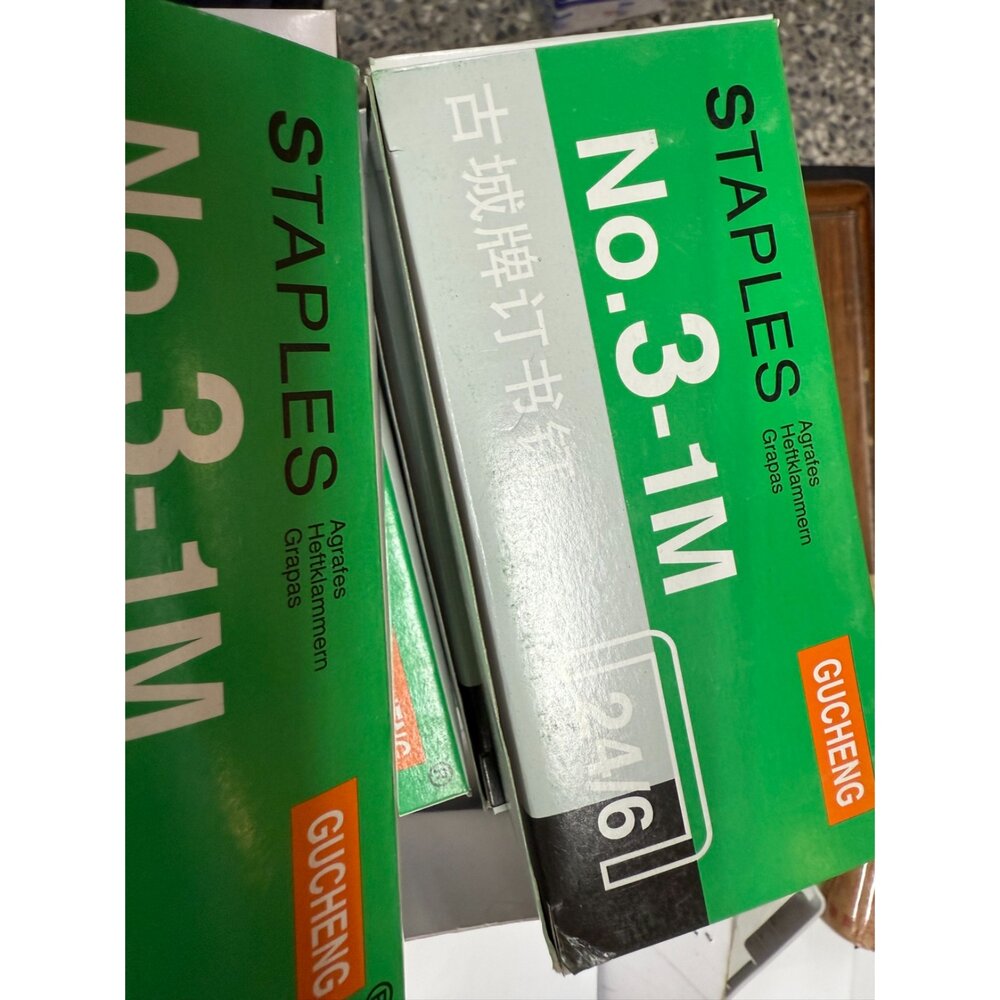 STAPLES
Agrafes
Heftklammern
Grapas
No.3-1M
GUCHENG
®
STAPLES
Agrafes
Heftklammern
Grapas
No.3-1M
古城牌订书钉
24/6
GUCHENG
®